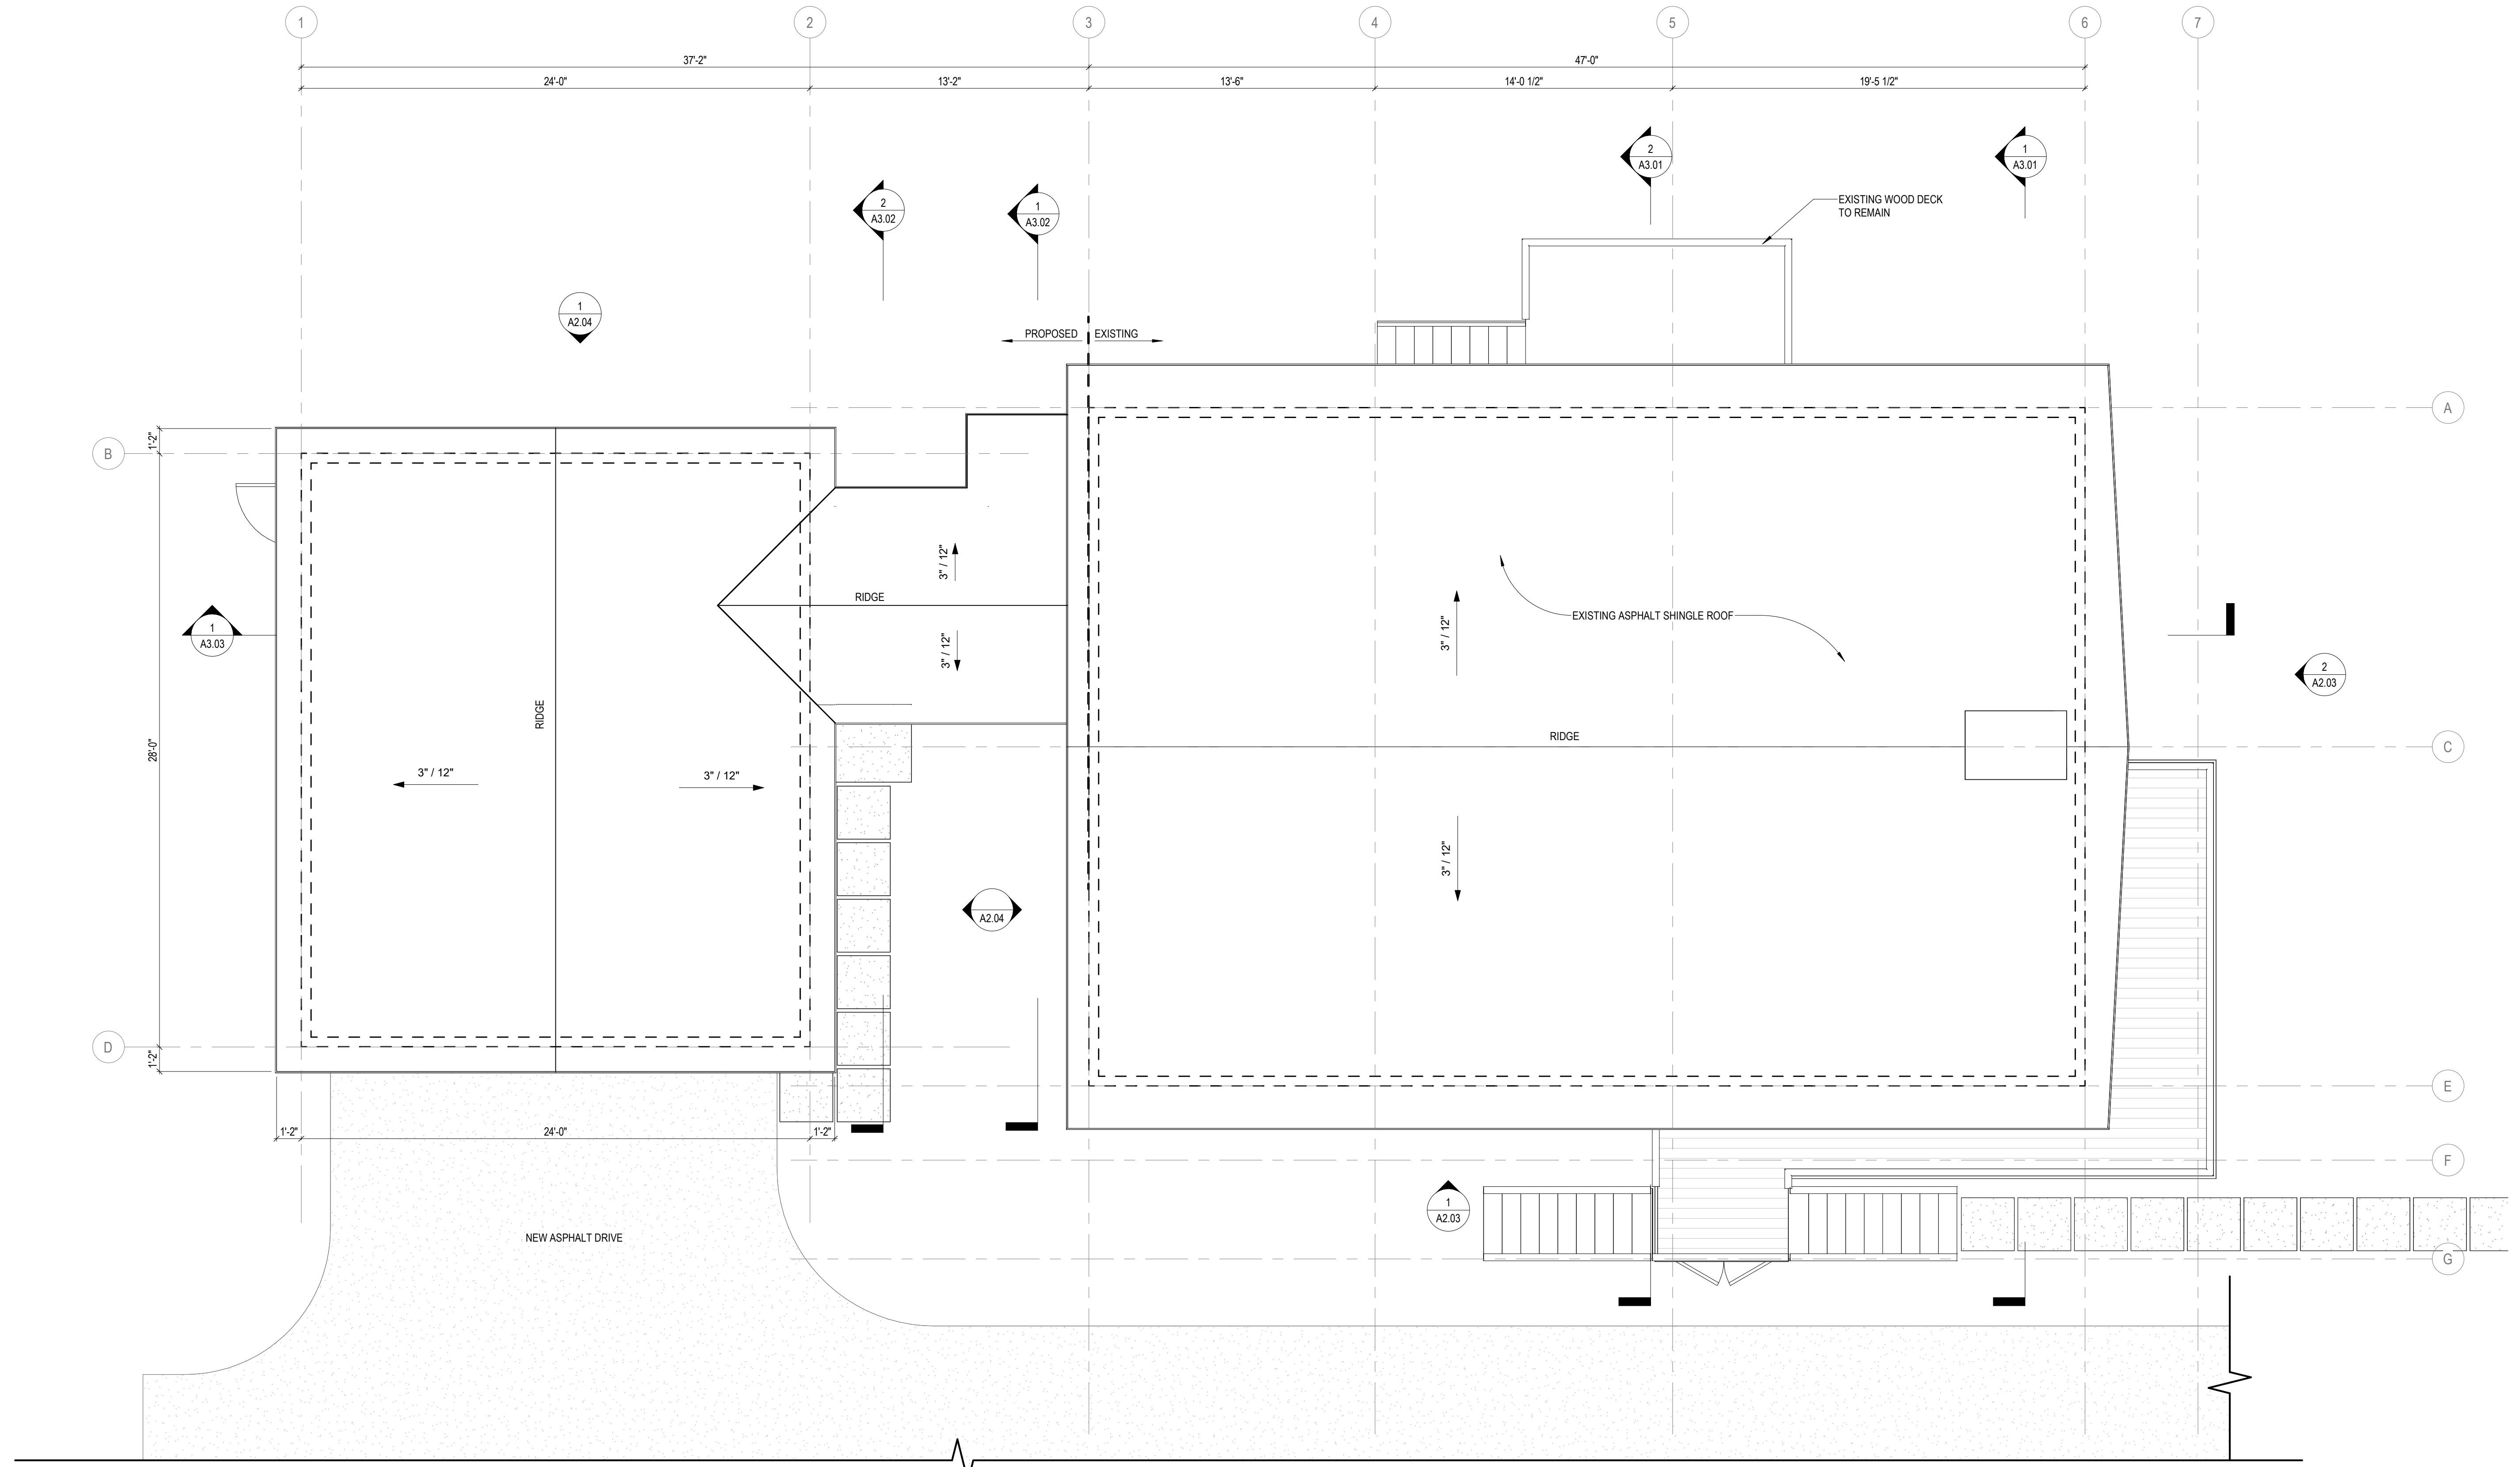 1
2
3
4
5
6
7
37'-2"
47'-0"
24'-0"
13'-2"
13'-6"
14'-0 1/2"
19'-5 1/2"
2
A3.01
1
A3.01
2
A3.02
1
A3.02
EXISTING WOOD DECK
TO REMAIN
1
A2.04
PROPOSED
EXISTING
A
1'-2"
B
3" / 12"
RIDGE
3" / 12"
3" / 12"
EXISTING ASPHALT SHINGLE ROOF
1
A3.03
2
A2.03
RIDGE
28'-0"
RIDGE
C
3" / 12"
3" / 12"
3" / 12"
A2.04
D
1'-2"
E
1'-2"
24'-0"
1'-2"
F
1
A2.03
NEW ASPHALT DRIVE
G